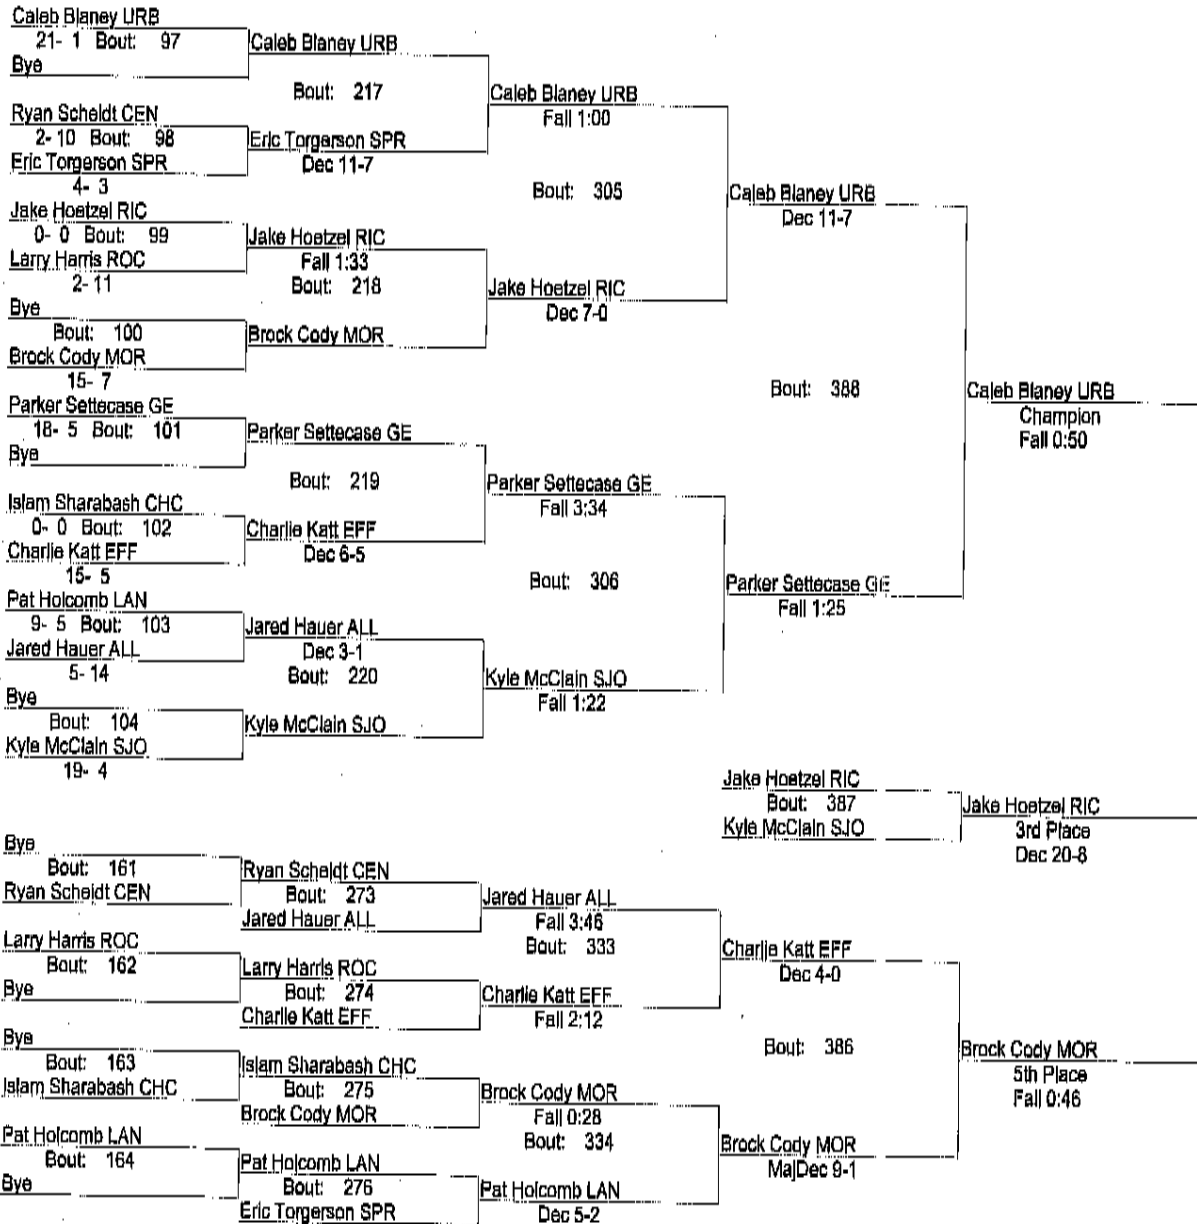 Caleb Blaney URB
21- 1 Bout: 97
Bye
Caleb Blaney URB
Bout: 217
Ryan Scheidt CEN
2- 10 Bout: 98
Eric Torgerson SPR
4- 3
Eric Torgerson SPR
Dec 11-7
Caleb Blaney URB
Fall 1:00
Bout: 305
Jake Hoetzel RIC
0- 0 Bout: 99
Larry Harris ROC
2- 11
Jake Hoetzel RIC
Fall 1:33
Bout: 218
Bye
Bout: 100
Brock Cody MOR
15- 7
Brock Cody MOR
Jake Hoetzel RIC
Dec 7-0
Caleb Blaney URB
Dec 11-7
Bout: 388
Parker Settecase GE
18- 5 Bout: 101
Bye
Parker Settecase GE
Bout: 219
Islam Sharabash CHC
0- 0 Bout: 102
Charlie Katt EFF
15- 5
Charlie Katt EFF
Dec 6-5
Parker Settecase GE
Fall 3:34
Bout: 306
Pat Holcomb LAN
9- 5 Bout: 103
Jared Hauer ALL
5- 14
Jared Hauer ALL
Dec 3-1
Bout: 220
Bye
Bout: 104
Kyle McClain SJO
19- 4
Kyle McClain SJO
Kyle McClain SJO
Fall 1:22
Parker Settecase GE
Fall 1:25
Caleb Blaney URB
Champion
Fall 0:50
Jake Hoetzel RIC
Bout: 387
Kyle McClain SJO
Jake Hoetzel RIC
3rd Place
Dec 20-8
Bye
Bout: 161
Ryan Scheidt CEN
Ryan Scheidt CEN
Bout: 273
Jared Hauer ALL
Jared Hauer ALL
Fall 3:46
Bout: 333
Larry Harris ROC
Bout: 162
Bye
Larry Harris ROC
Bout: 274
Charlie Katt EFF
Charlie Katt EFF
Fall 2:12
Charlie Katt EFF
Dec 4-0
Bout: 386
Bye
Bout: 163
Islam Sharabash CHC
Islam Sharabash CHC
Bout: 275
Brock Cody MOR
Brock Cody MOR
Fall 0:28
Bout: 334
Pat Holcomb LAN
Bout: 164
Bye
Pat Holcomb LAN
Bout: 276
Eric Torgerson SPR
Pat Holcomb LAN
Dec 5-2
Brock Cody MOR
MajDec 9-1
Brock Cody MOR
5th Place
Fall 0:46